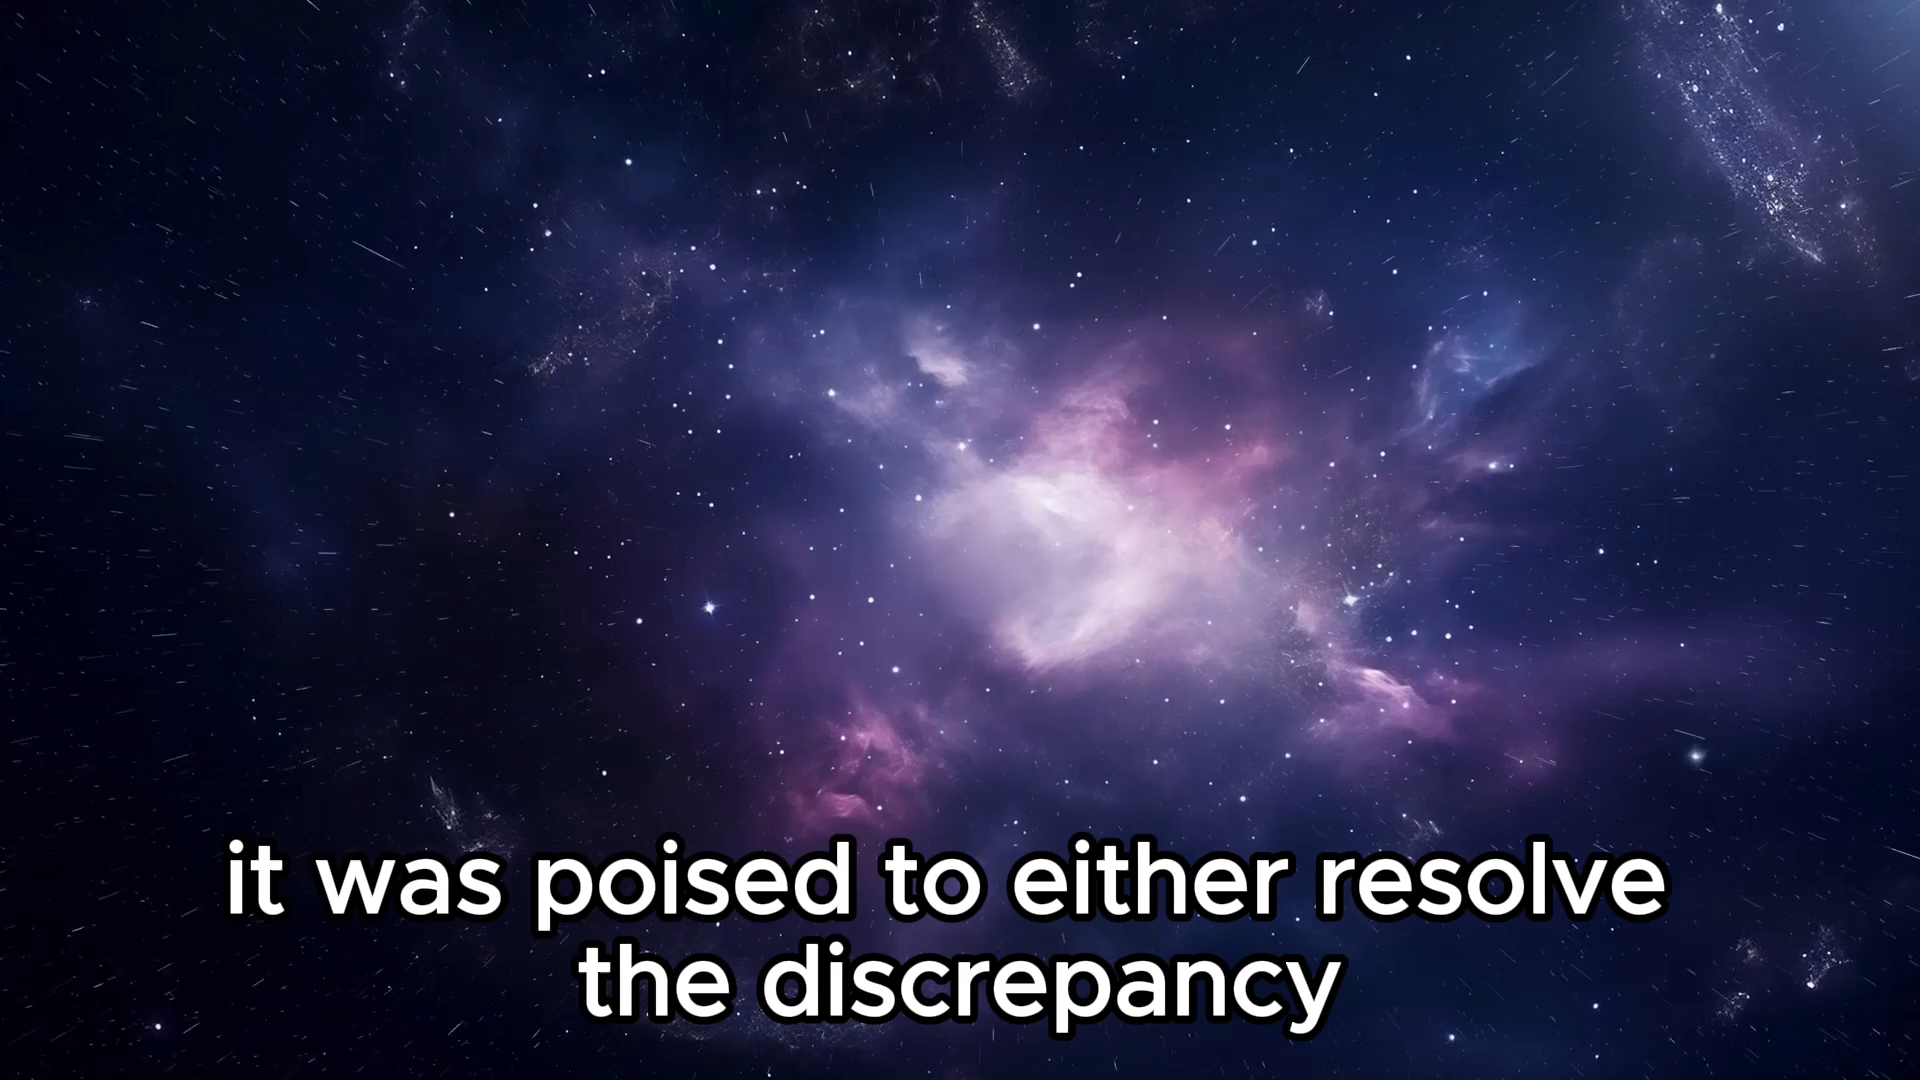 it was poised to either resolve
the discrepancy